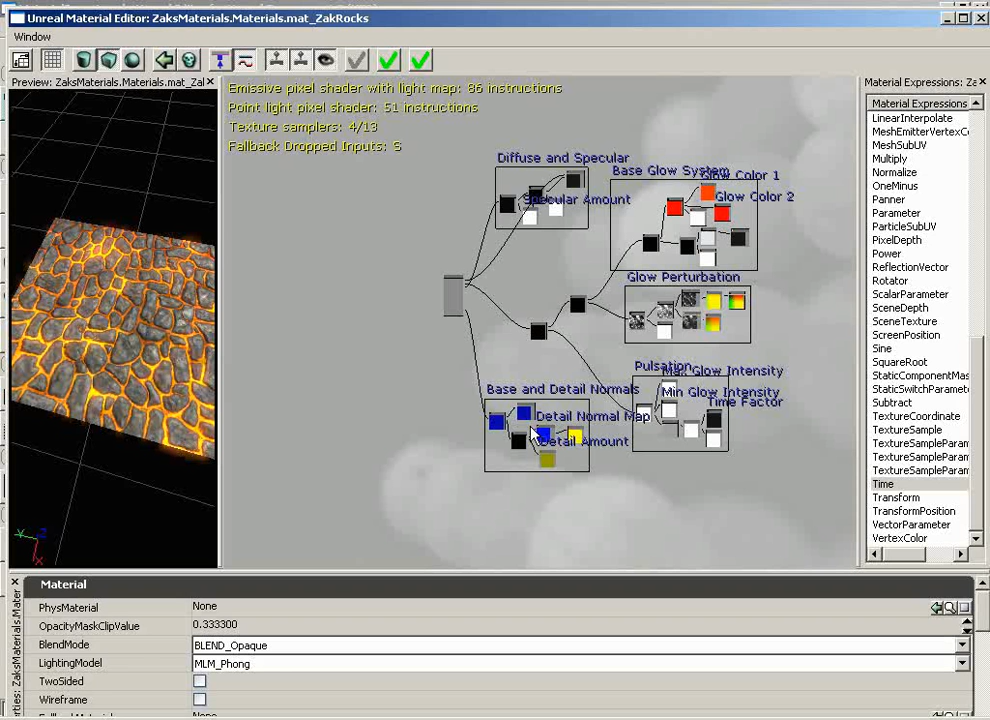 Unreal Material Editor: ZaksMaterials.Materials.mat_ZakRocks
Window
Preview: ZaksMaterials.Materials.mat_Zal
Emissive pixel shader with light map: 86 instructions
Point light pixel shader: 51 instructions
Texture samplers: 4/13
Fallback Dropped Inputs: S
Diffuse and Specular
Specular Amount
Base Glow System
Glow Color 1
Glow Color 2
Glow Perturbation
Pulsation
Max Glow Intensity
Min Glow Intensity
Time Factor
Base and Detail Normals
Detail Normal Map
Detail Amount
Material Expressions: Za
Material Expressions
LinearInterpolate
MeshEmitterVertexCo
MeshSubUV
Multiply
Normalize
OneMinus
Panner
Parameter
ParticleSubUV
PixelDepth
Power
ReflectionVector
Rotator
ScalarParameter
SceneDepth
SceneTexture
ScreenPosition
Sine
SquareRoot
StaticComponentMas
StaticSwitchParamete
Subtract
TextureCoordinate
TextureSample
TextureSampleParam
TextureSampleParam
TextureSampleParam
Time
Transform
TransformPosition
VectorParameter
VertexColor
Y Z
X
erties: ZaksMaterials.Mater
Material
PhysMaterial None
OpacityMaskClipValue 0.333300
BlendMode BLEND_Opaque
LightingModel MLM_Phong
TwoSided
Wireframe